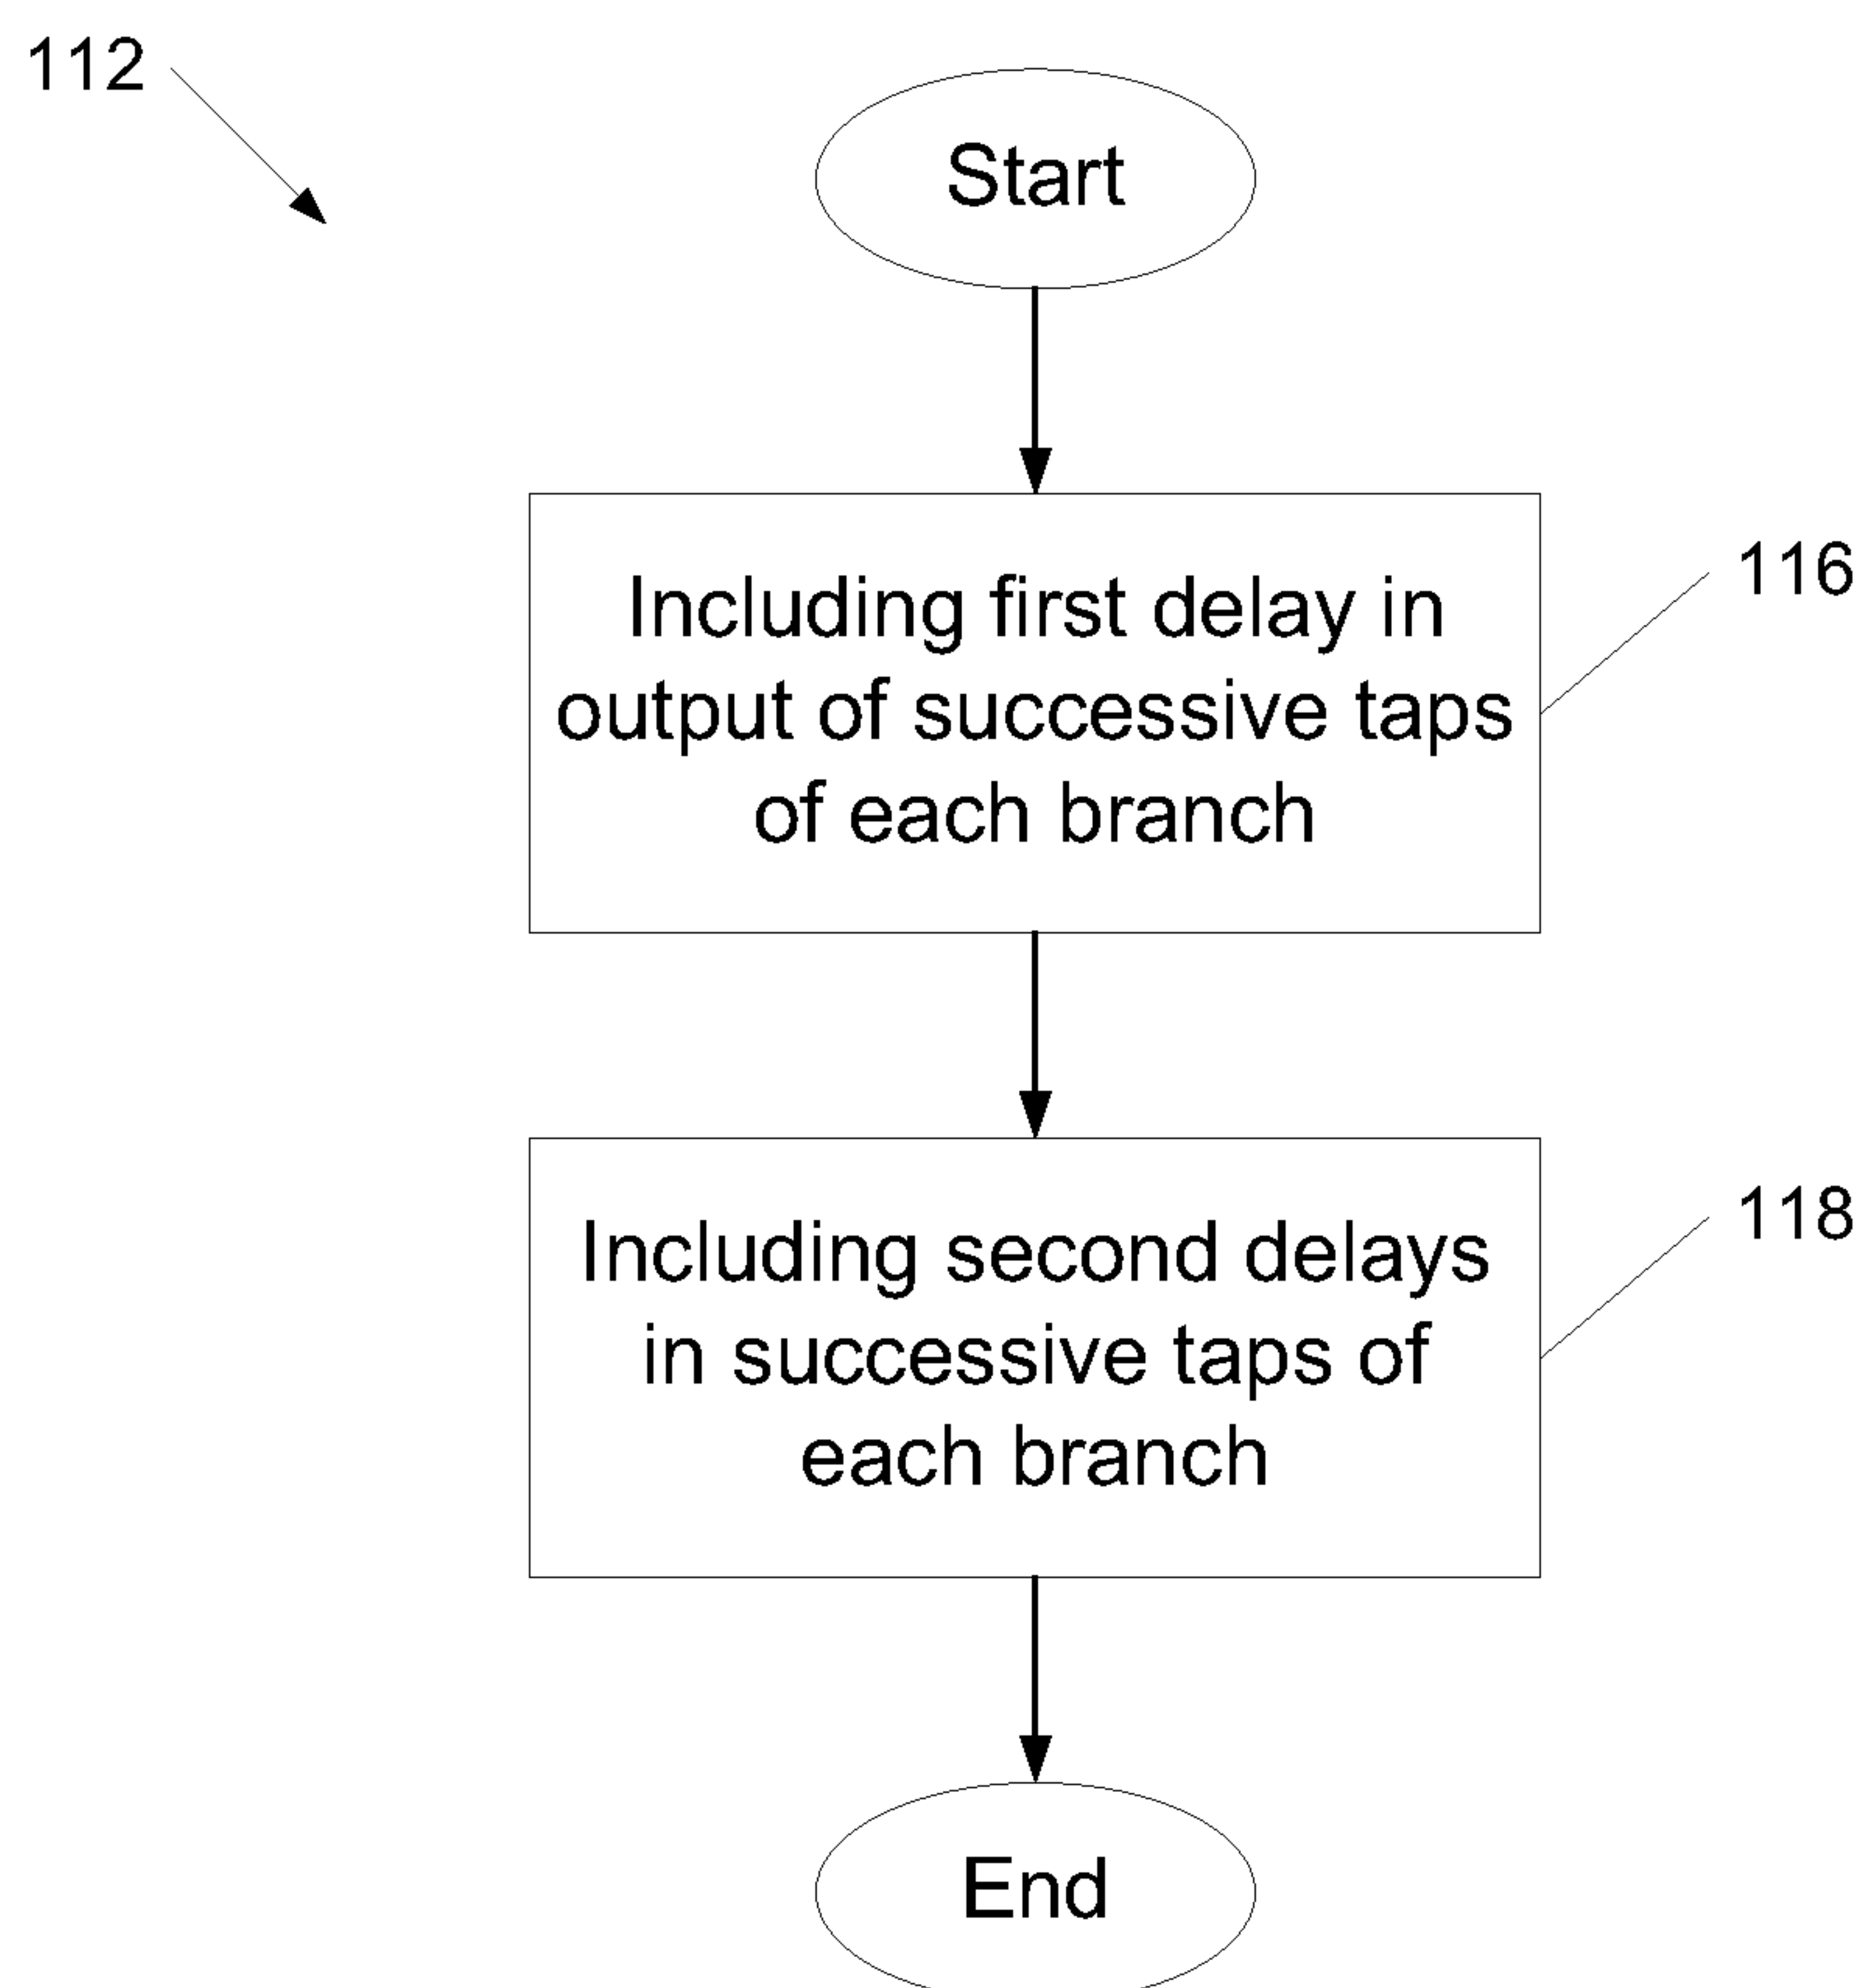 112
Start
Including first delay in
output of successive taps
of each branch
116
Including second delays
in successive taps of
each branch
118
End